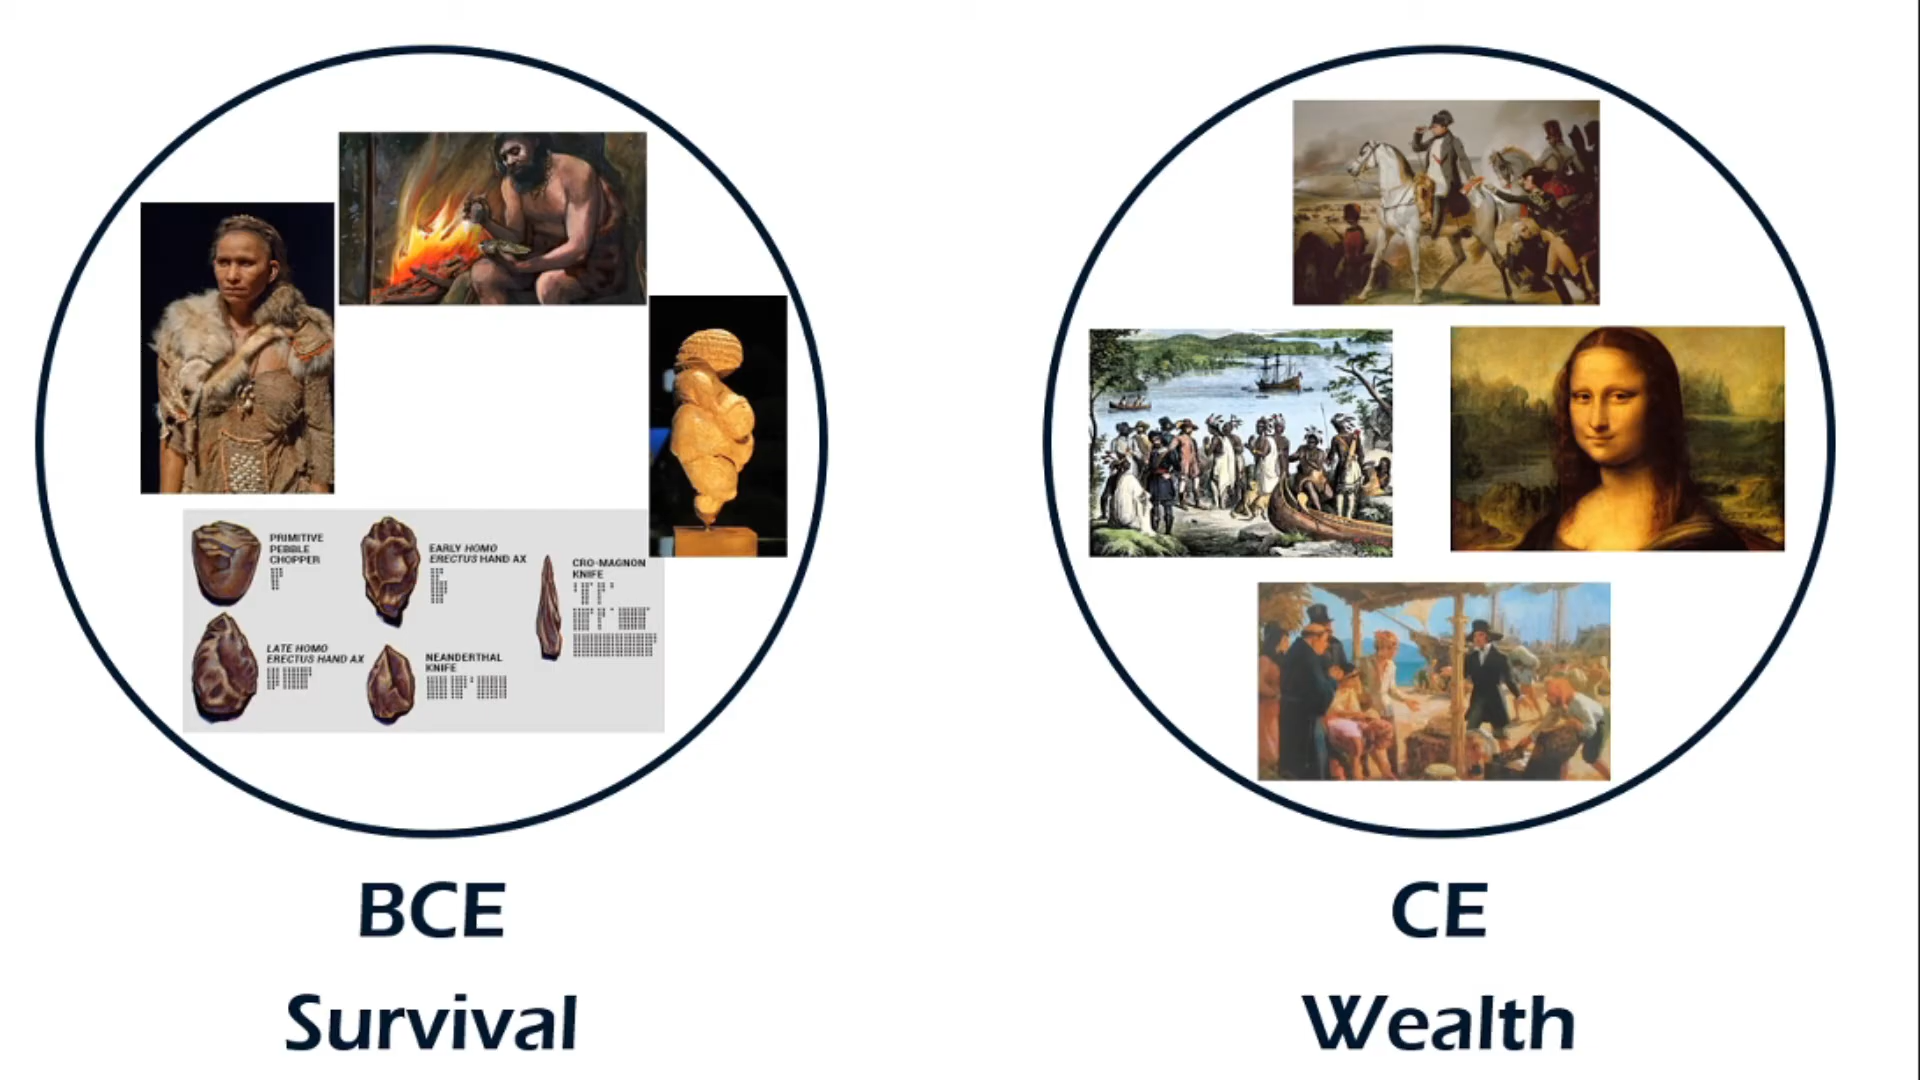 PRIMITIVE
PEBBLE
CHOPPER
EARLY HOMO
ERECTUS HAND AX
CRO-MAGNON
KNIFE
LATE HOMO
ERECTUS HAND AX
NEANDERTHAL
KNIFE
BCE
Survival
CE
Wealth